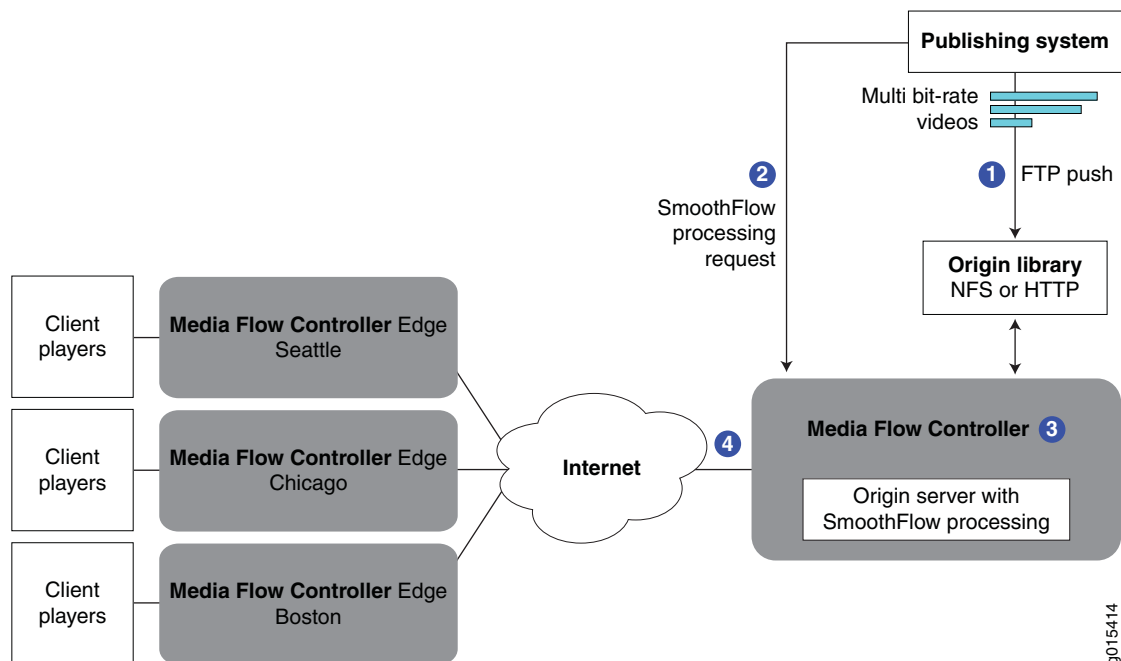 Publishing system
Multi bit-rate
videos
1 FTP push
2
SmoothFlow
processing
request
Origin library
NFS or HTTP
Client
players
Media Flow Controller Edge
Seattle
Client
players
Media Flow Controller Edge
Chicago
Client
players
Media Flow Controller Edge
Boston
Internet
4
Media Flow Controller 3
Origin server with
SmoothFlow processing
g015414